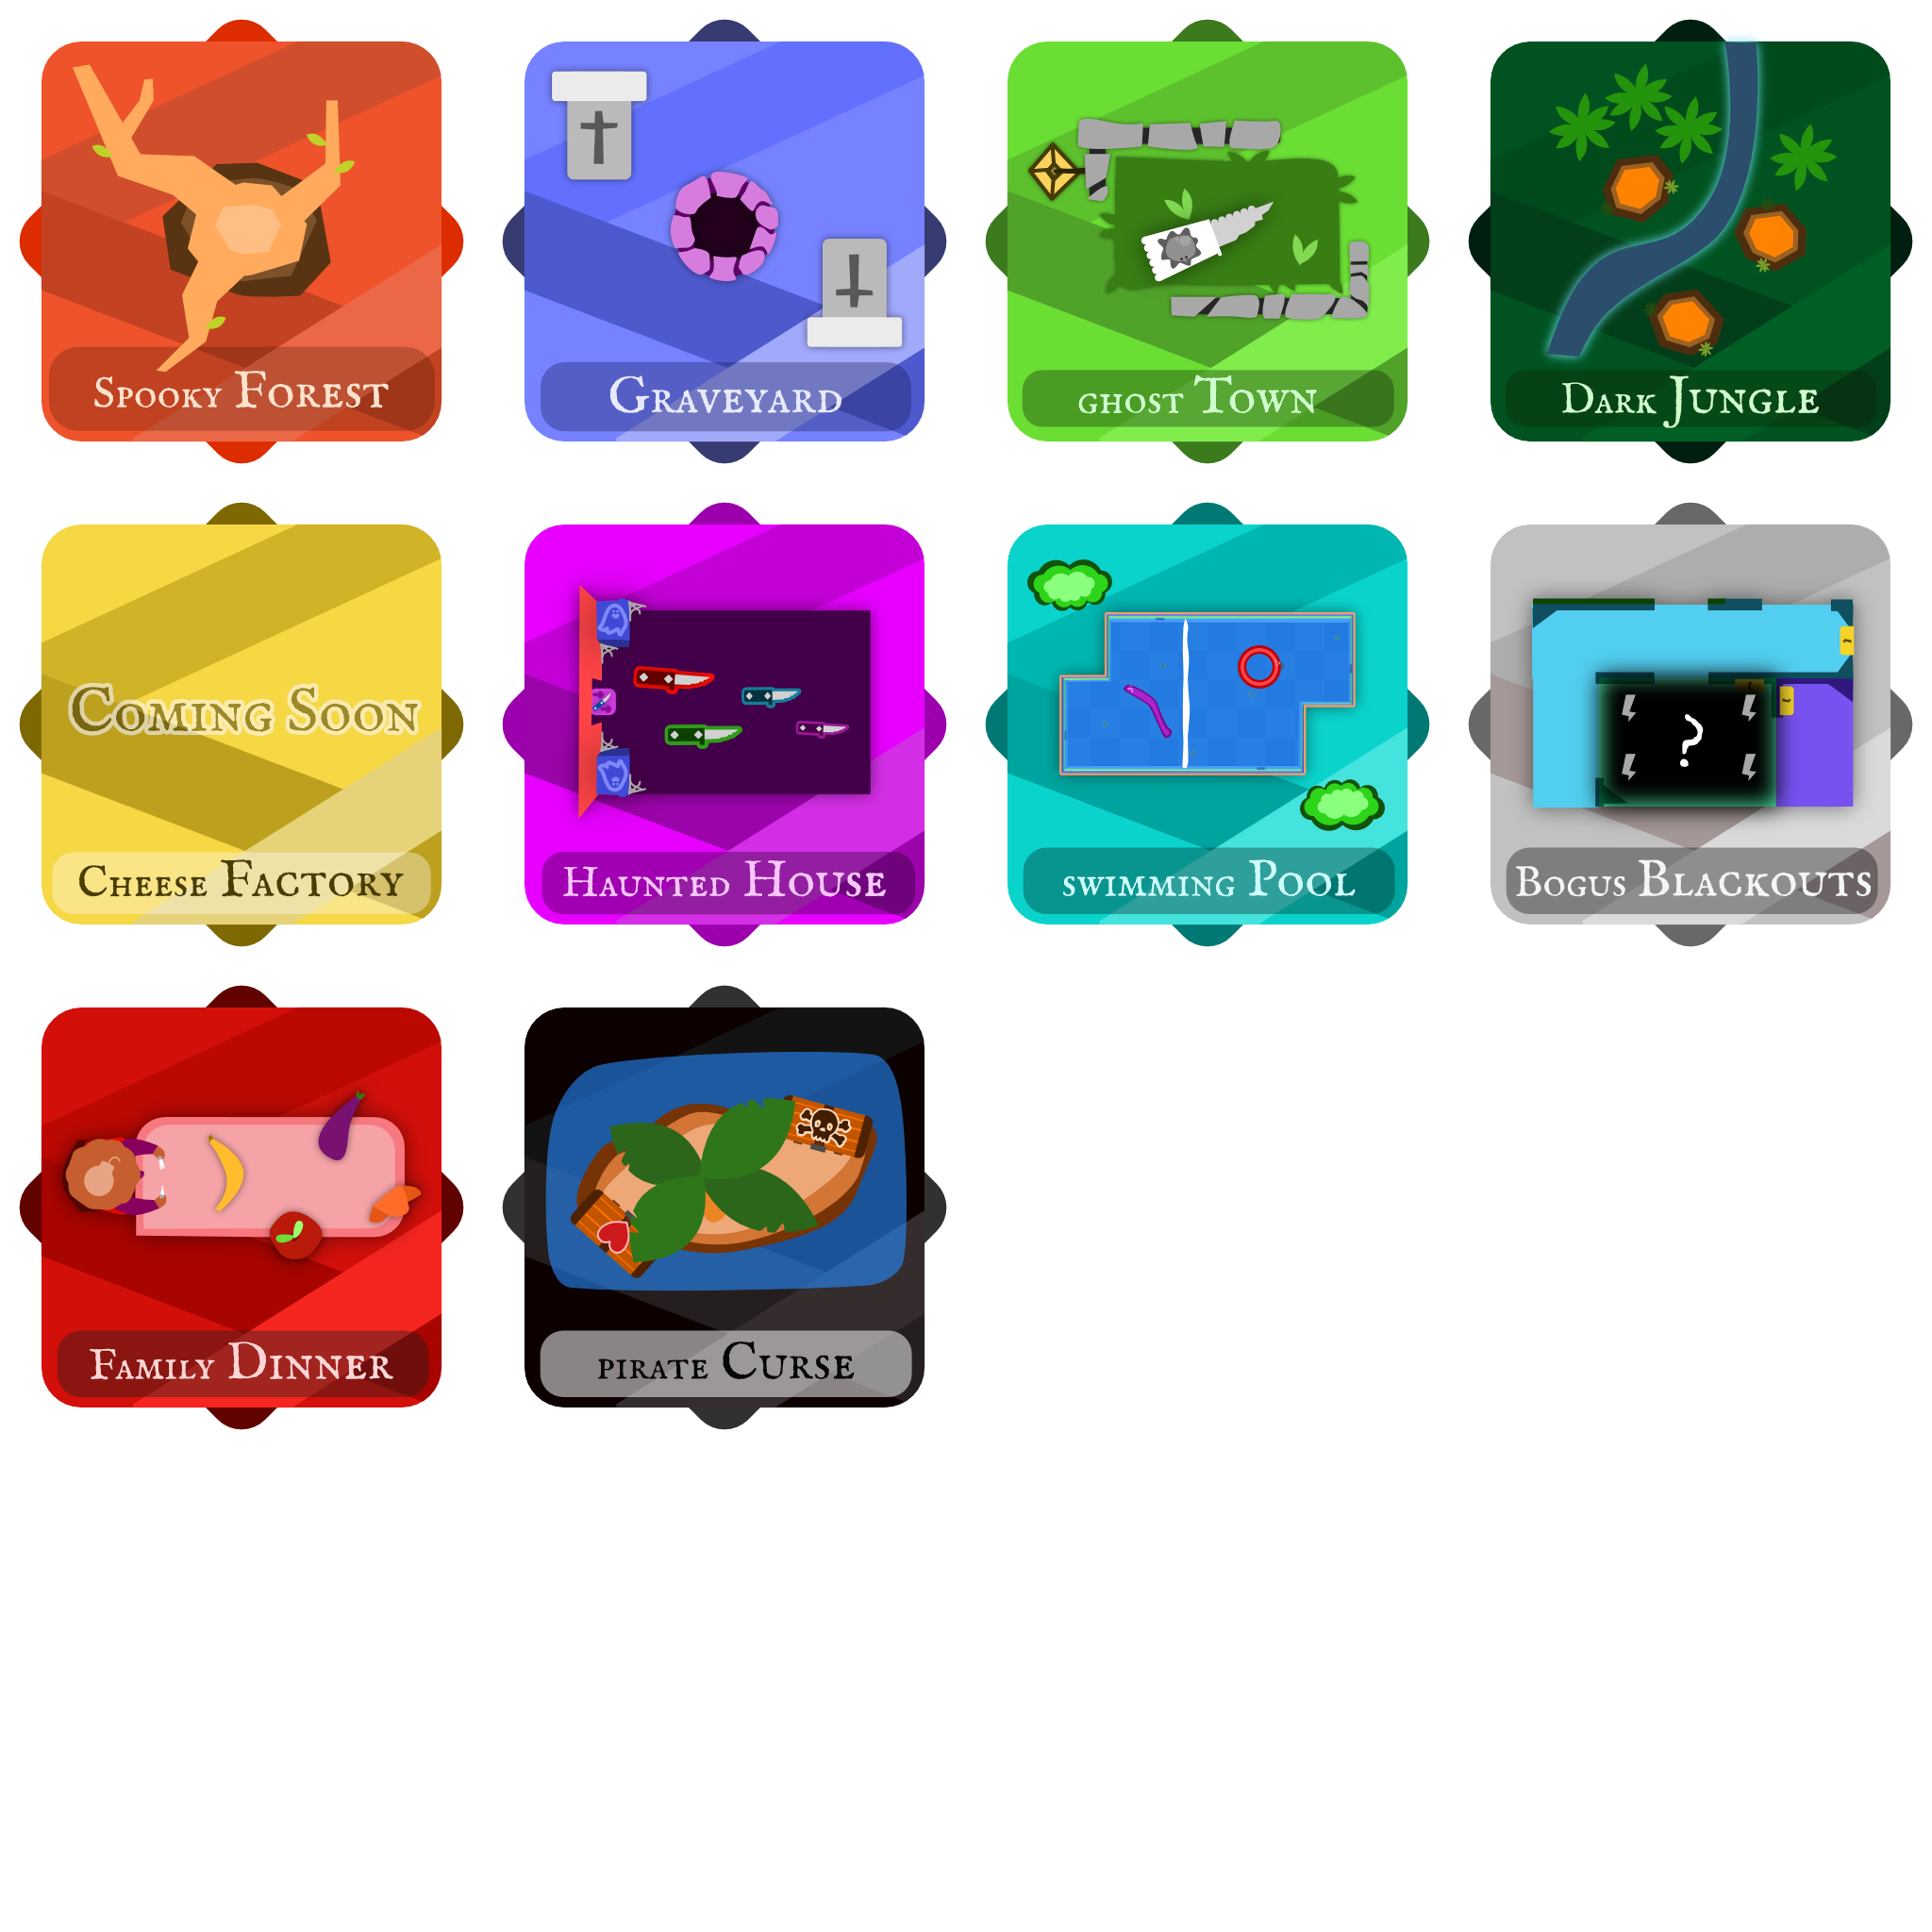 Spooky Forest
Graveyard
ghost Town
Dark Jungle
Coming Soon
Cheese Factory
Haunted House
swimming Pool
?
Bogus Blackouts
Family Dinner
pirate Curse